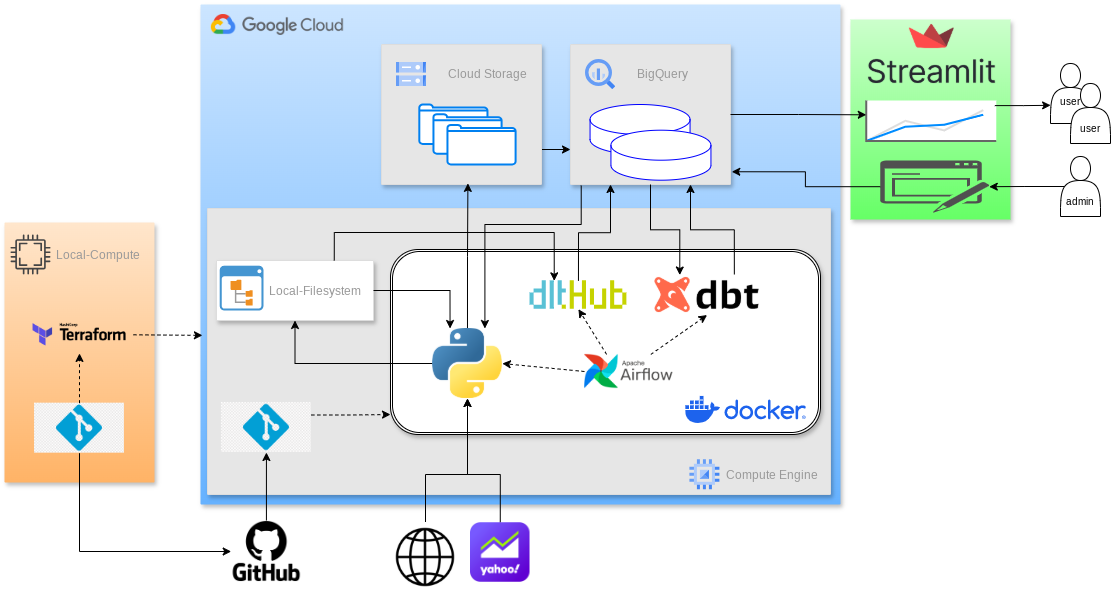 Google Cloud
Cloud Storage
BigQuery
Streamlit
user
user
admin
Local-Compute
HashiCorp
Terraform
Local-Filesystem
dltHub
dbt
Apache
Airflow
docker
Compute Engine
GitHub
yahoo!